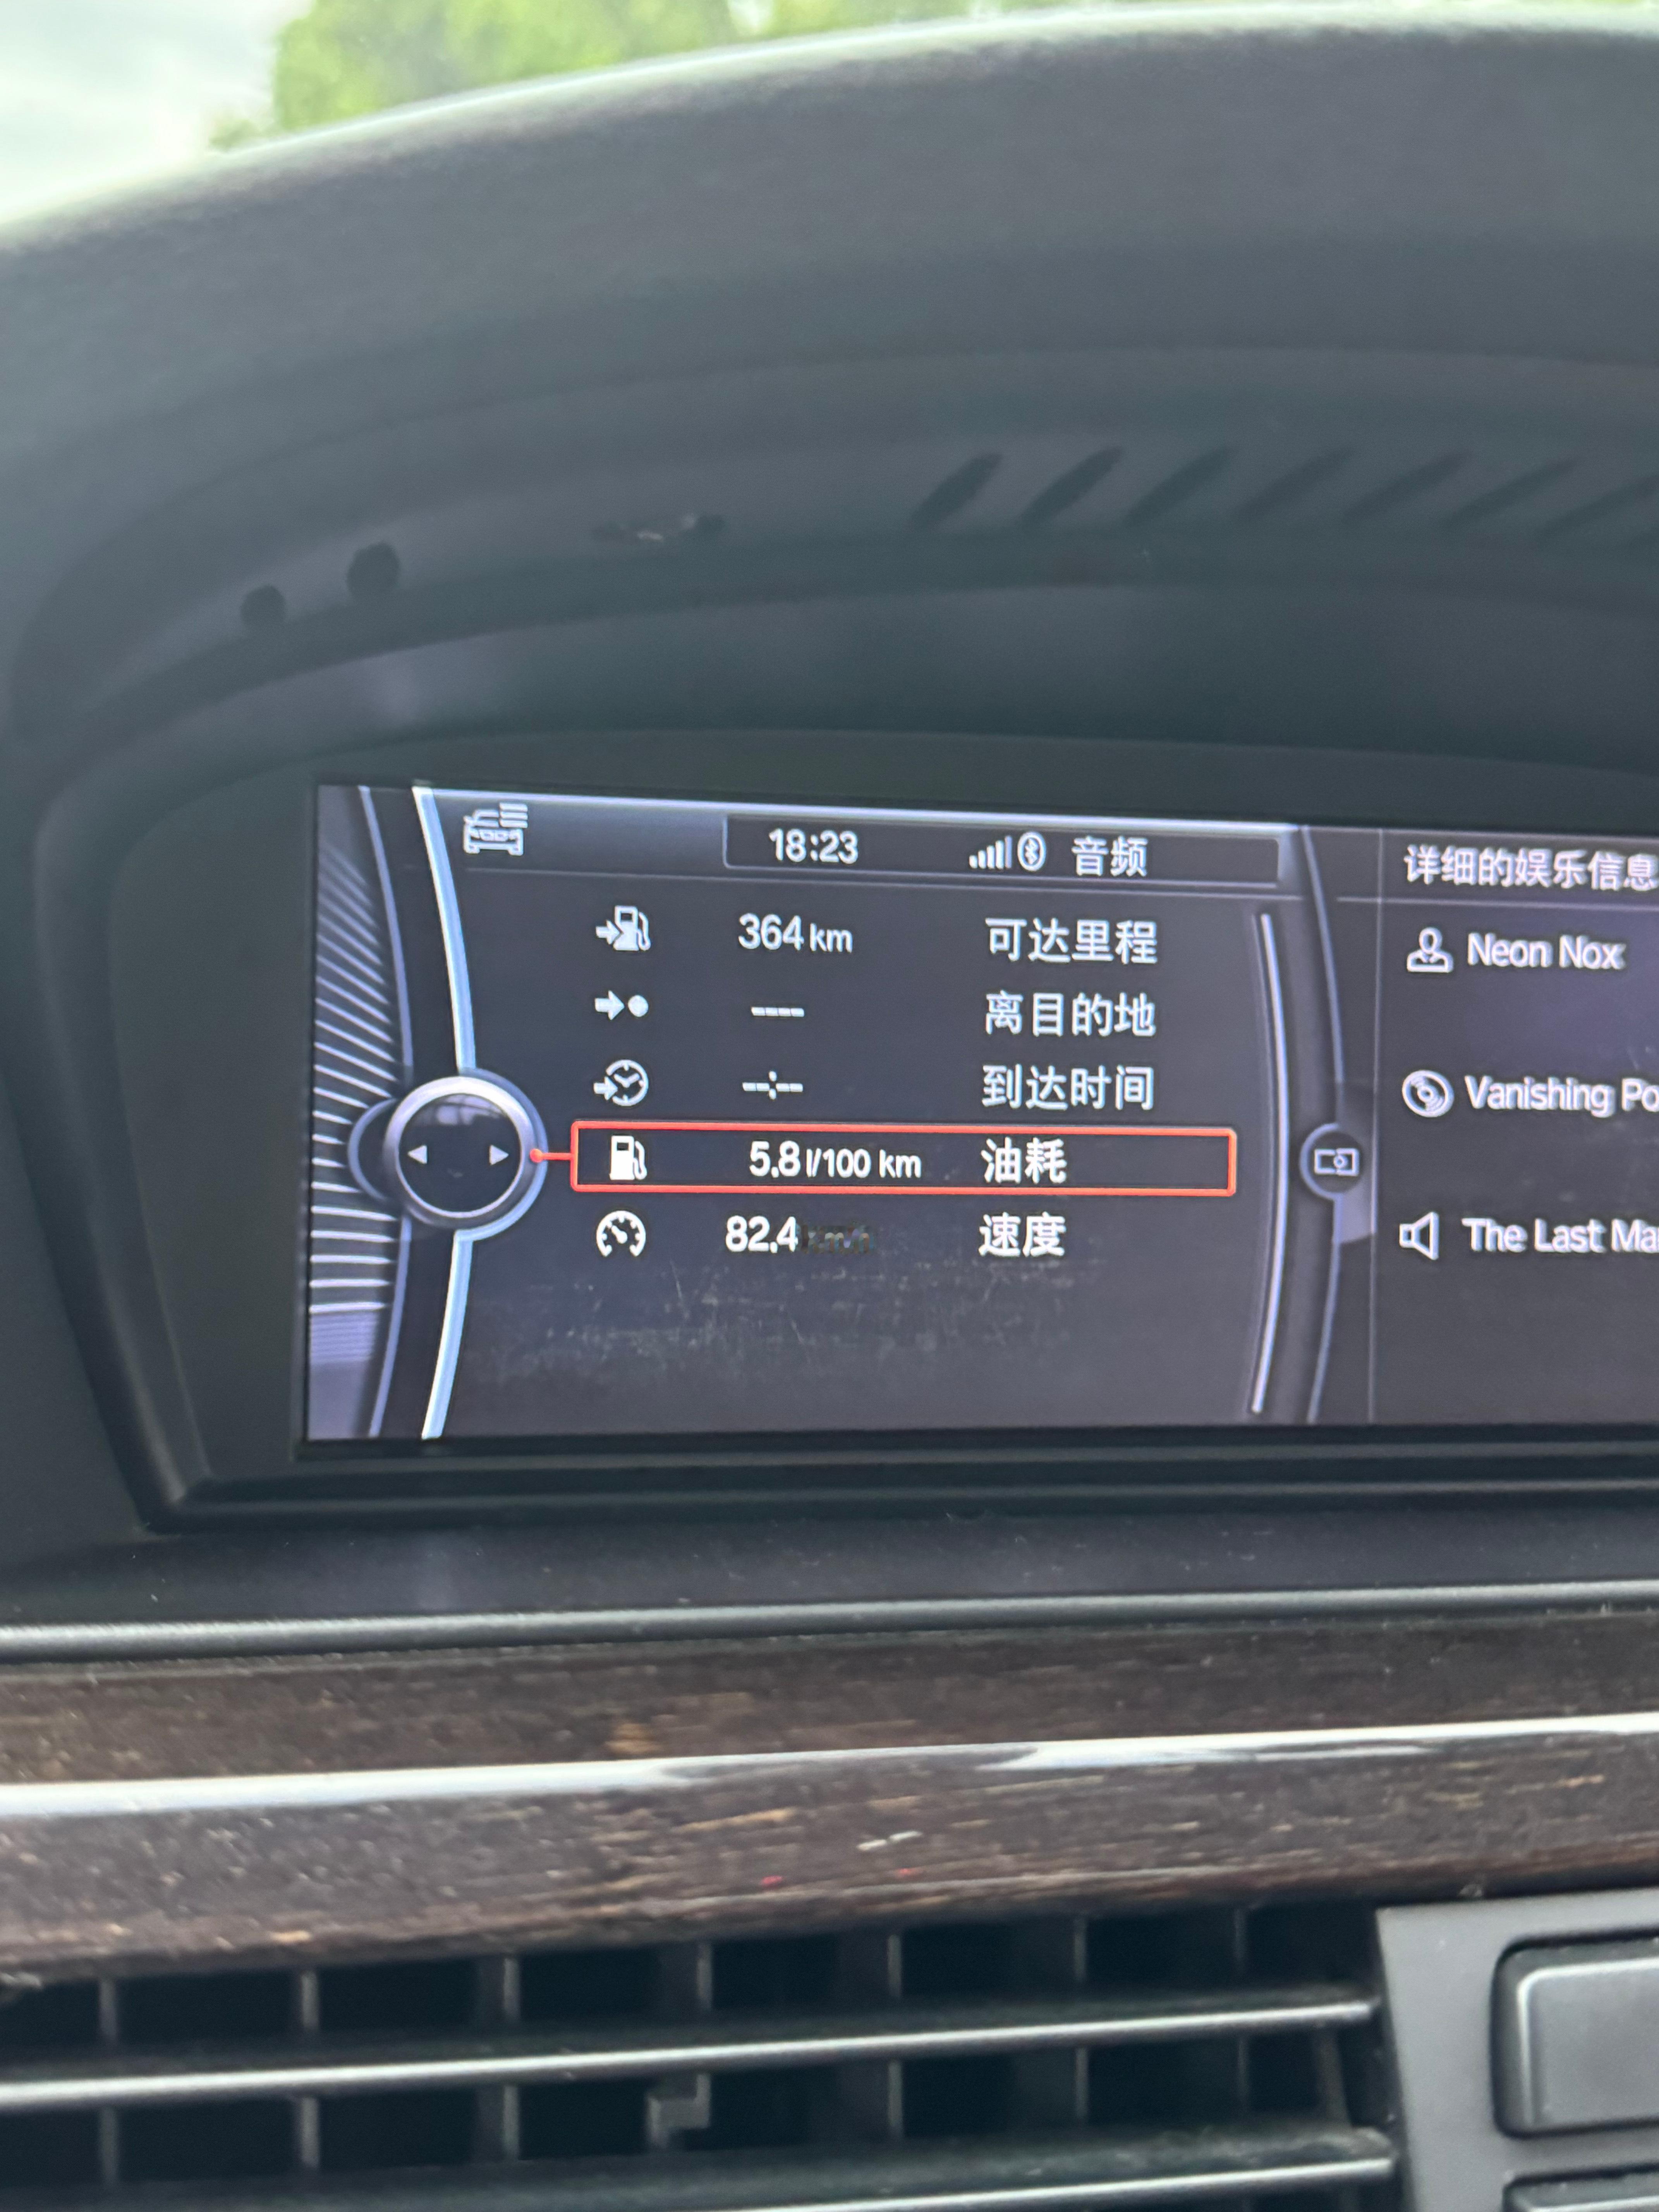 18:23 音频
364 km 可达里程
---- 离目的地
--:-- 到达时间
5.8 l/100 km 油耗
82.4 速度
详细的娱乐信息
Neon Nox
Vanishing
The Last